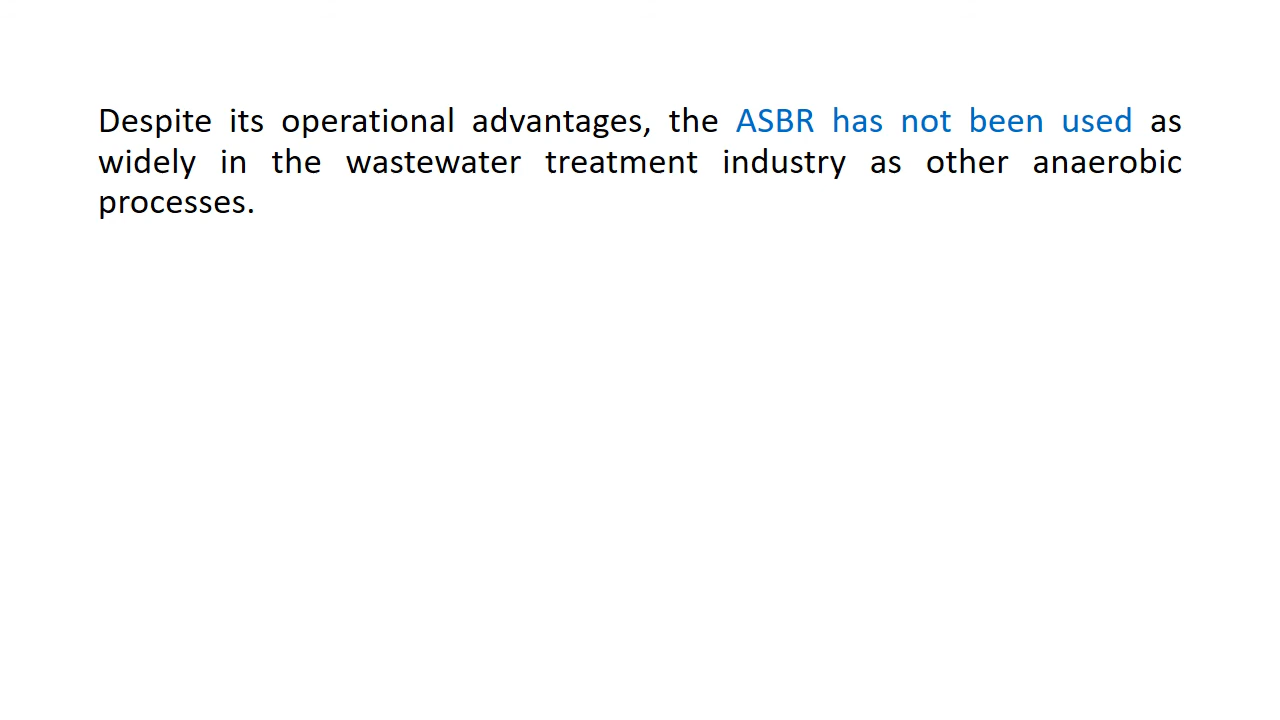 Despite its operational advantages, the ASBR has not been used as
widely in the wastewater treatment industry as other anaerobic
processes.